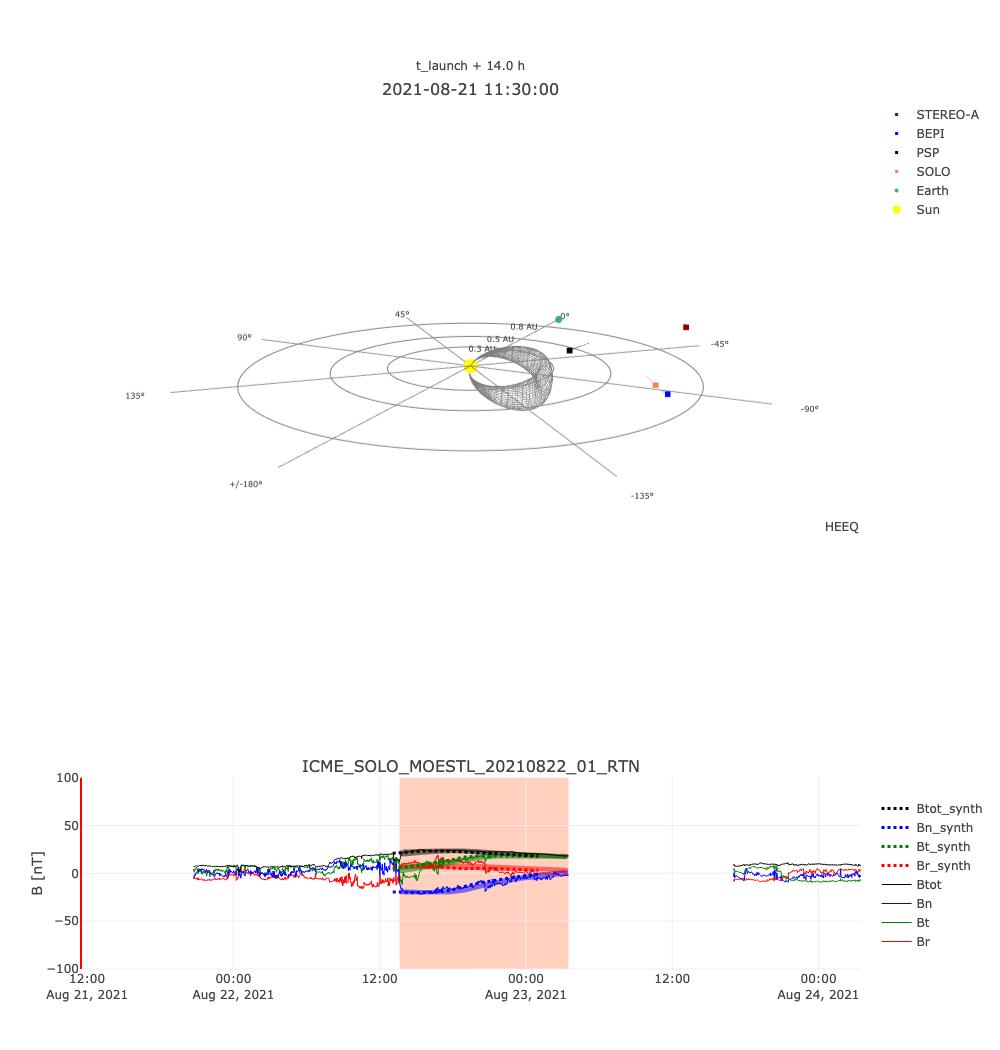 t_launch + 14.0 h
2021-08-21 11:30:00
STEREO-A
BEPI
PSP
SOLO
Earth
Sun
45°
0°
0.8 AU
90°
0.5 AU
-45°
0.3 AU
135°
-90°
+/-180°
-135°
HEEQ
ICME_SOLO_MOESTL_20210822_01_RTN
100
50
0
−50
−100
B [nT]
12:00
Aug 21, 2021
00:00
Aug 22, 2021
12:00
00:00
Aug 23, 2021
12:00
00:00
Aug 24, 2021
Btot_synth
Bn_synth
Bt_synth
Br_synth
Btot
Bn
Bt
Br